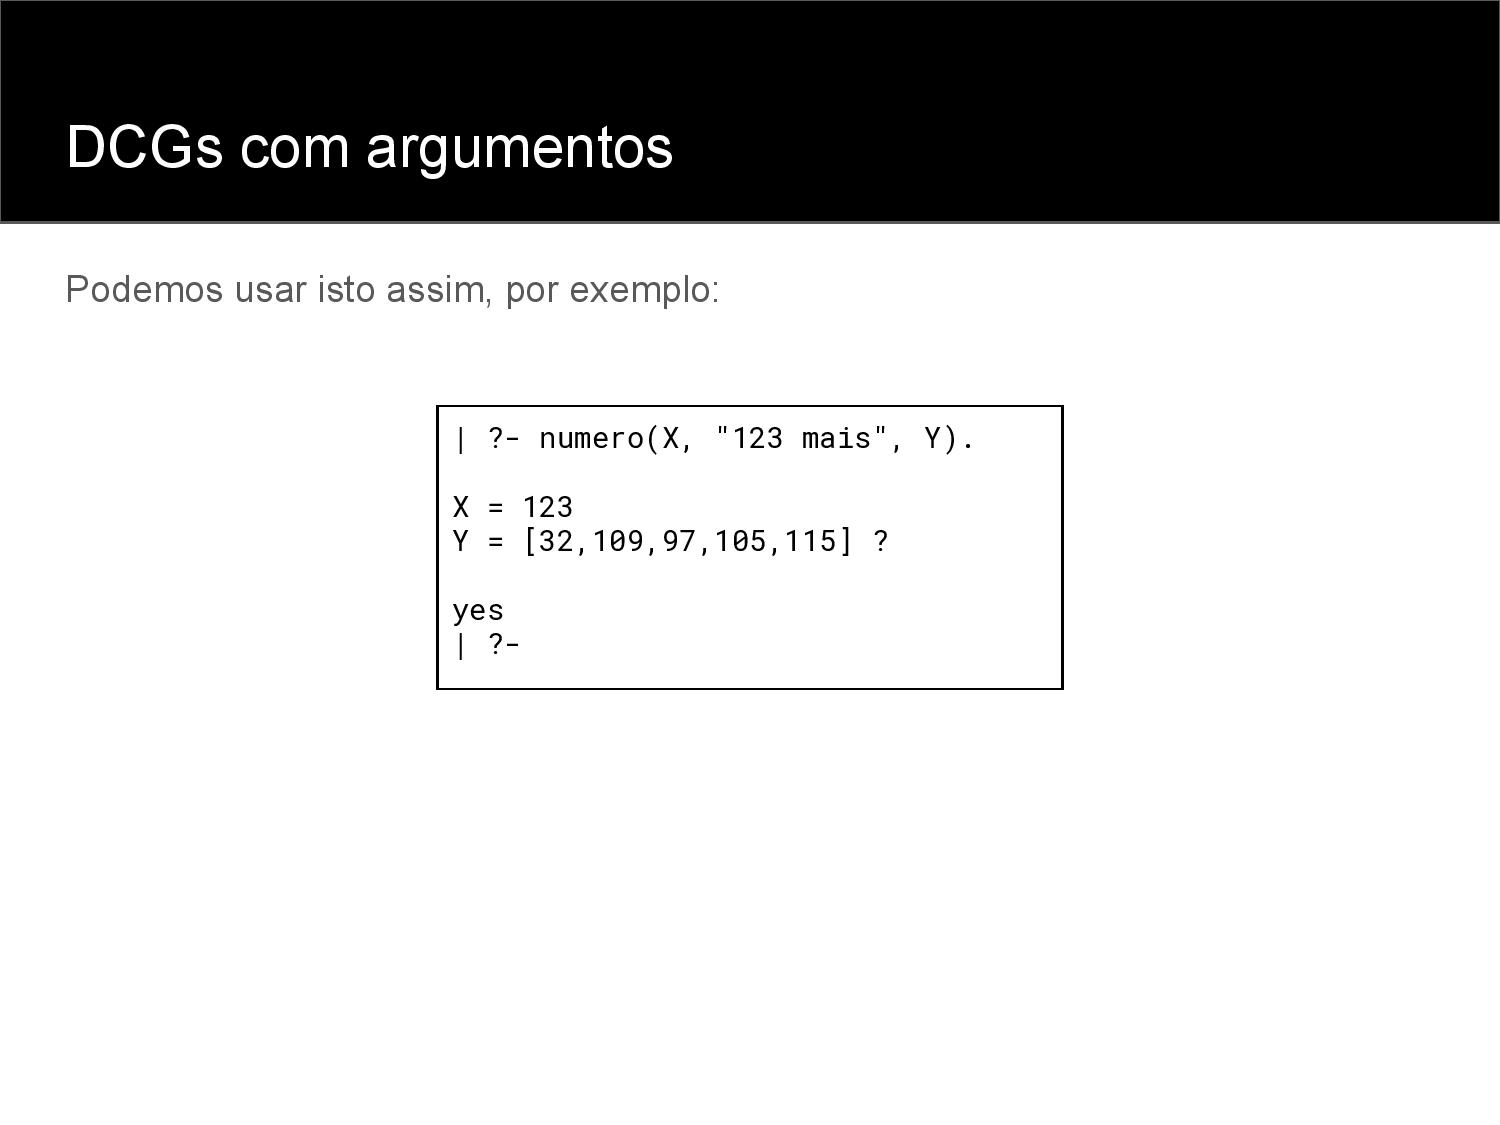 DCGs com argumentos
Podemos usar isto assim, por exemplo:
| ?- numero(X, "123 mais", Y).
X = 123
Y = [32,109,97,105,115] ?
yes
| ?-